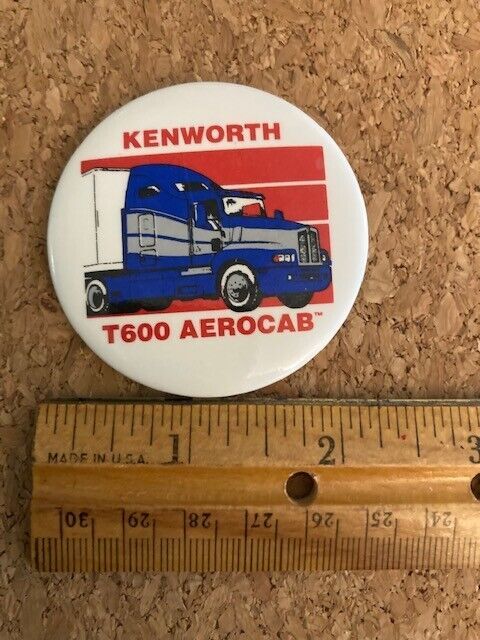 KENWORTH
T600 AEROCAB™
1 2 3
MADE IN U.S.A.
30 29 28 27 26 25 24